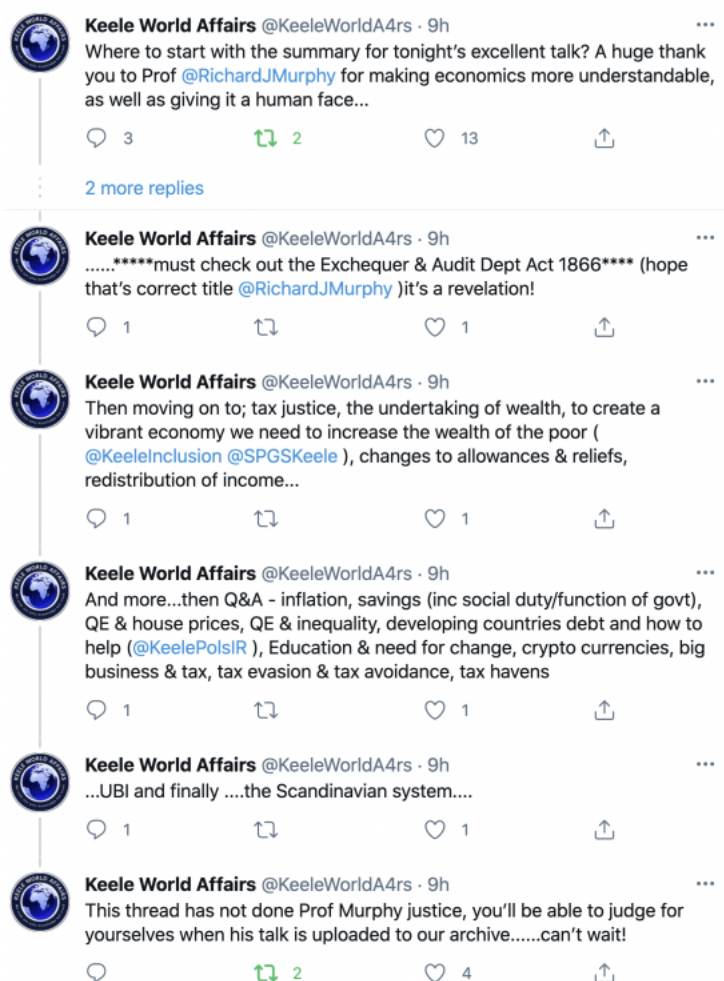 Keele World Affairs @KeeleWorldA4rs · 9h
Where to start with the summary for tonight's excellent talk? A huge thank
you to Prof @RichardJMurphy for making economics more understandable,
as well as giving it a human face...
3 2 13
2 more replies
Keele World Affairs @KeeleWorldA4rs · 9h
......*****must check out the Exchequer & Audit Dept Act 1866**** (hope
that's correct title @RichardJMurphy )it's a revelation!
1 1
Keele World Affairs @KeeleWorldA4rs · 9h
Then moving on to; tax justice, the undertaking of wealth, to create a
vibrant economy we need to increase the wealth of the poor (
@KeeleInclusion @SPGSKeele ), changes to allowances & reliefs,
redistribution of income...
1 1
Keele World Affairs @KeeleWorldA4rs · 9h
And more...then Q&A - inflation, savings (inc social duty/function of govt),
QE & house prices, QE & inequality, developing countries debt and how to
help (@KeelePolsIR ), Education & need for change, crypto currencies, big
business & tax, tax evasion & tax avoidance, tax havens
1 1
Keele World Affairs @KeeleWorldA4rs · 9h
...UBI and finally ....the Scandinavian system....
1 1
Keele World Affairs @KeeleWorldA4rs · 9h
This thread has not done Prof Murphy justice, you'll be able to judge for
yourselves when his talk is uploaded to our archive......can't wait!
2 4